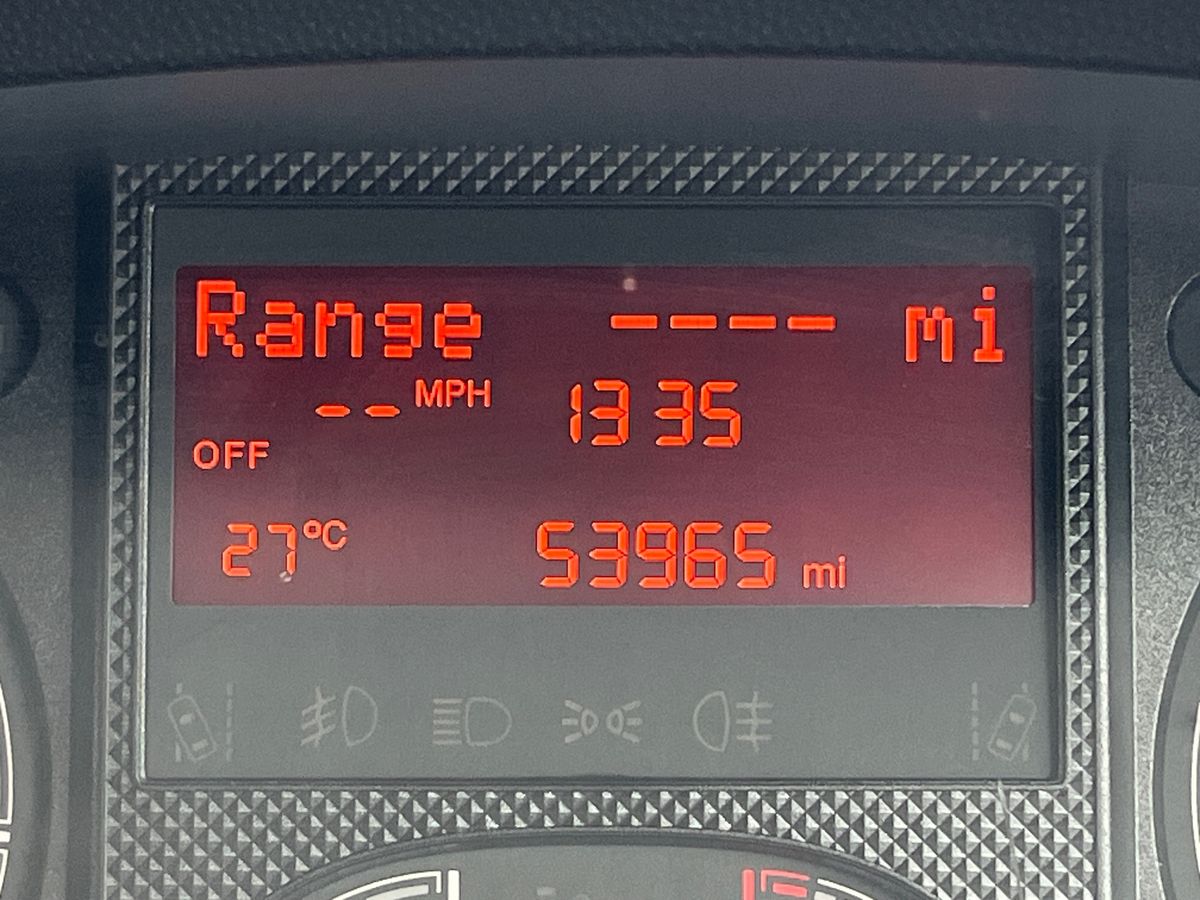 Range ---- mi
-- MPH 13 35
OFF
27°C 53965 mi